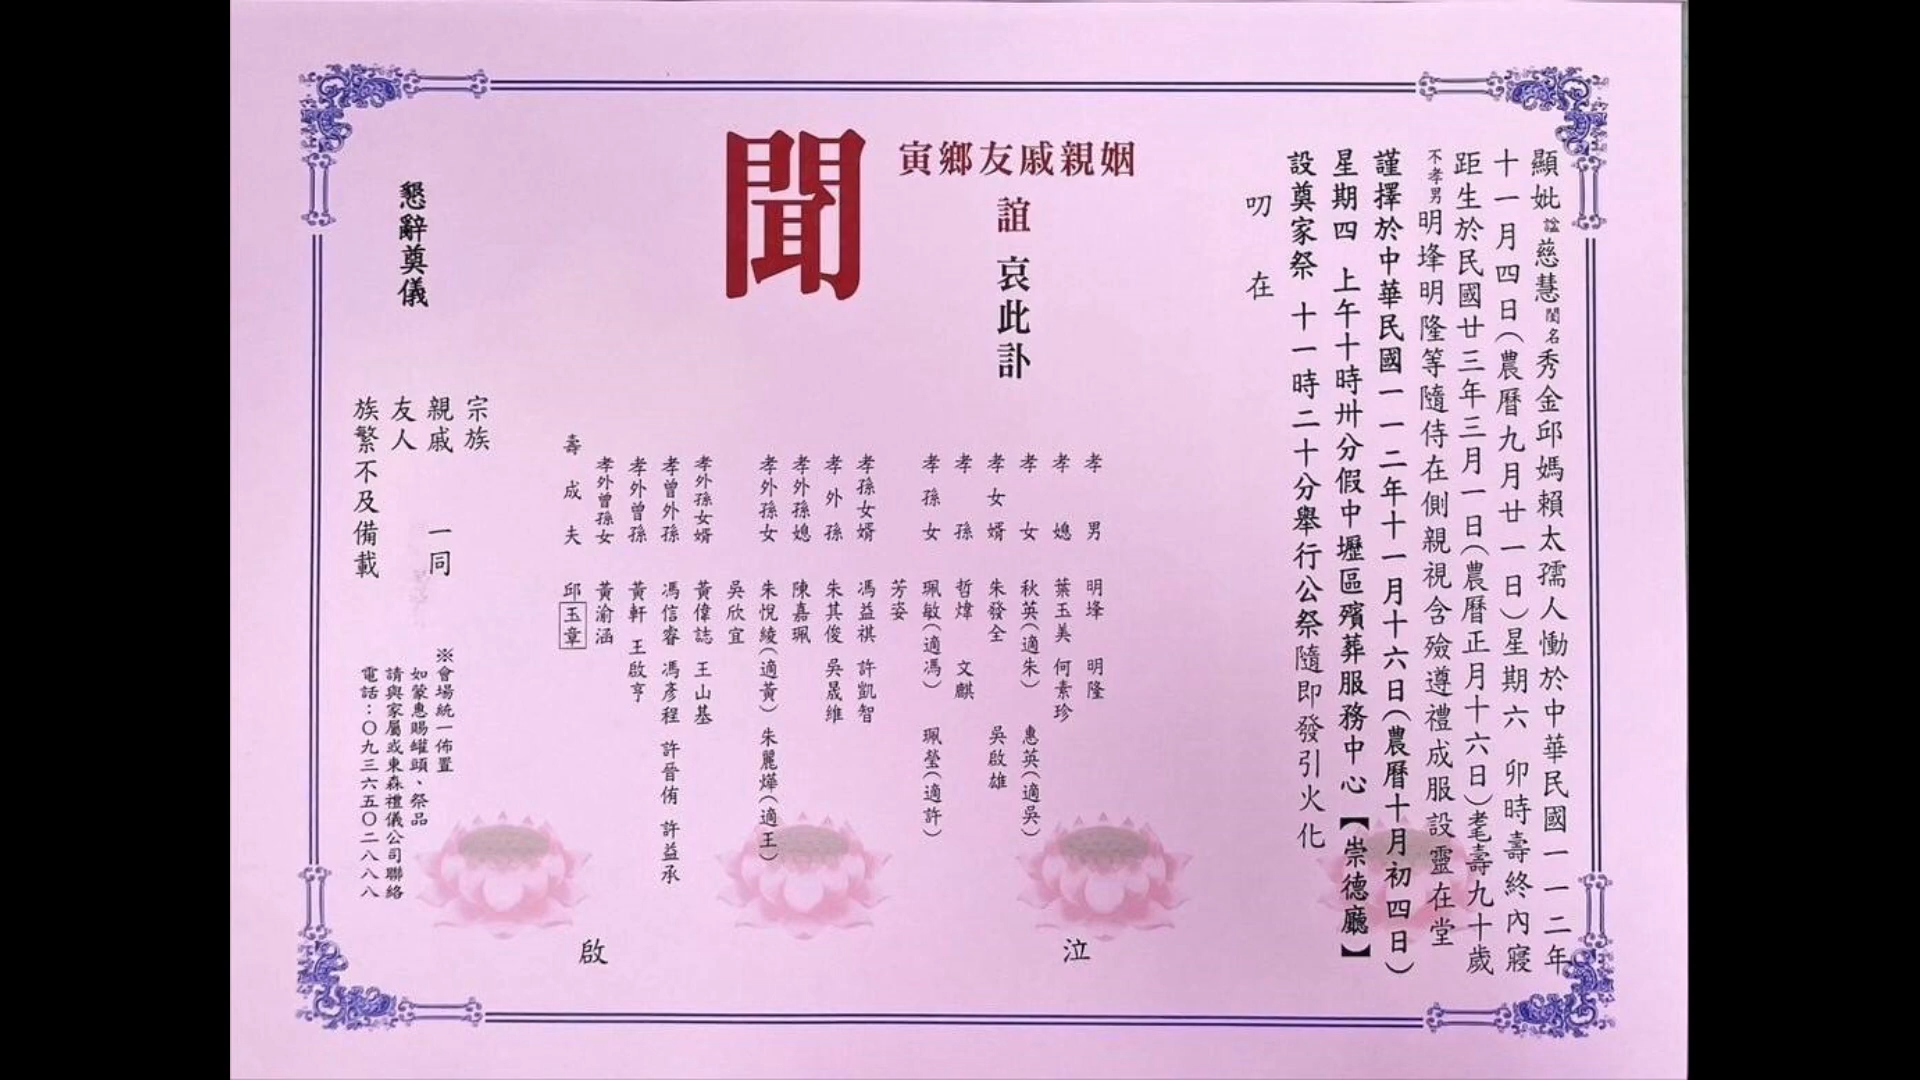 顯妣諡慈慧閨名秀金邱媽賴太孺人慟於中華民國一一二年
十一月四日(農曆九月廿一日)星期六 卯時壽終內寢
距生於民國廿三年三月一日(農曆正月十六日)耄壽九十歲
不孝男明埄明隆等隨侍在側親視含殮遵禮成服設靈在堂
謹擇於中華民國一一二年十一月十六日(農曆十月初四日)
星期四 上午十時卅分假中壢區殯葬服務中心【崇德廳】
設奠家祭 十一時二十分舉行公祭隨即發引火化
叨在
姻親戚友鄉寅
誼 哀此訃
聞
孝男 明埄 明隆
孝媳 葉玉美 何素珍
孝女 秋英(適朱) 惠英(適吳)
孝女婿 朱發全 吳啟雄
孝孫 哲煒 文麒
孝孫女 珮敏(適馮) 珮瑩(適許)
芳姿
孝孫女婿 馮益祺 許凱智
孝外孫 朱其俊 吳晟維
孝外孫媳 陳嘉珮
孝外孫女 朱悅綾(適黃) 朱麗燁(適王)
吳欣宜
孝外孫女婿 黃偉誌 王山基
孝曾外孫 馮信睿 馮彥程 許晉侑 許益承
孝外曾孫 黃軒 王啟亨
孝外曾孫女 黃渝涵
壽成夫 邱玉章
泣
啟
宗族
親戚 一同
友人
族繁不及備載
懇辭奠儀
※會場統一佈置
如蒙惠賜罐頭、祭品
請與家屬或東森禮儀公司聯絡
電話：〇九三六五〇二八八八